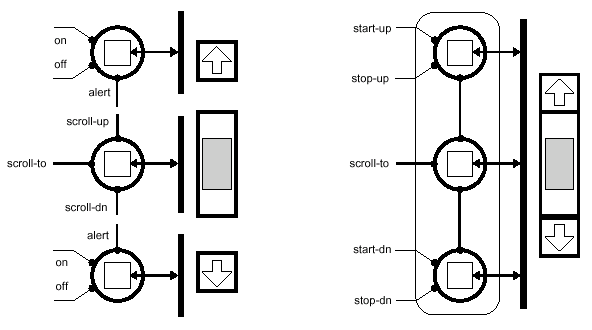 on
off
alert
scroll-up
scroll-to
scroll-dn
alert
on
off
start-up
stop-up
scroll-to
start-dn
stop-dn